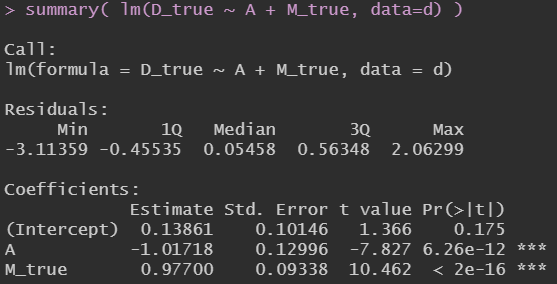 > summary( lm(D_true ~ A + M_true, data=d) )
Call:
lm(formula = D_true ~ A + M_true, data = d)
Residuals:
Min 1Q Median 3Q Max
-3.11359 -0.45535 0.05458 0.56348 2.06299
Coefficients:
Estimate Std. Error t value Pr(>|t|)
(Intercept) 0.13861 0.10146 1.366 0.175
A -1.01718 0.12996 -7.827 6.26e-12 ***
M_true 0.97700 0.09338 10.462 < 2e-16 ***